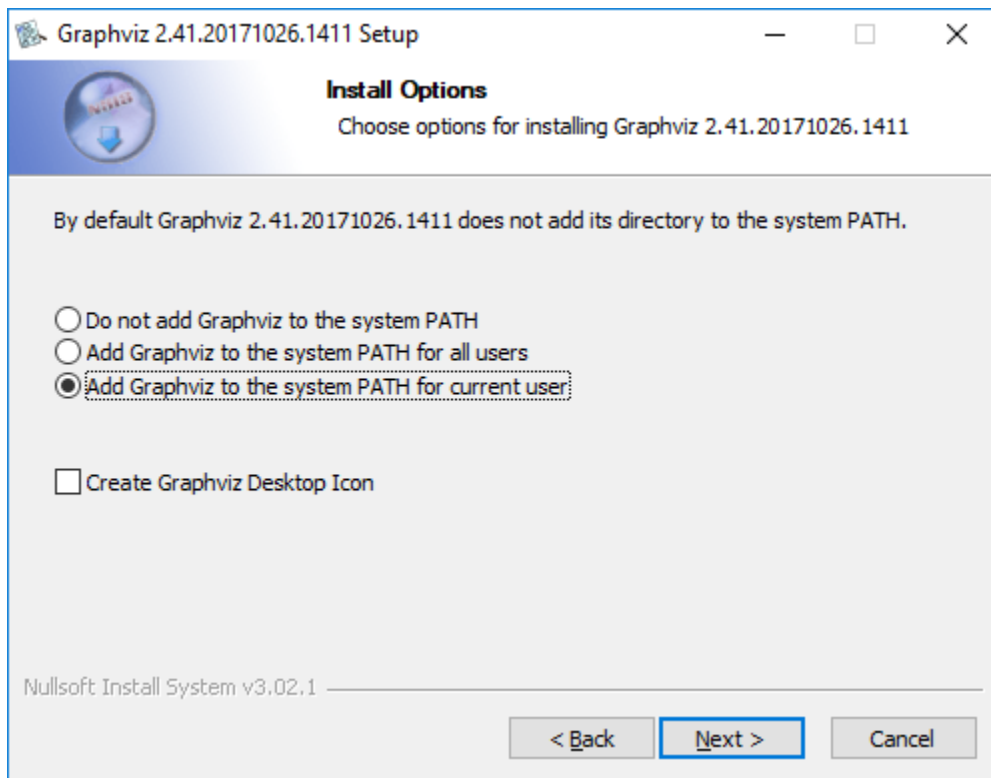 Graphviz 2.41.20171026.1411 Setup
Install Options
Choose options for installing Graphviz 2.41.20171026.1411
By default Graphviz 2.41.20171026.1411 does not add its directory to the system PATH.
Do not add Graphviz to the system PATH
Add Graphviz to the system PATH for all users
Add Graphviz to the system PATH for current user
Create Graphviz Desktop Icon
Nullsoft Install System v3.02.1
< Back Next > Cancel